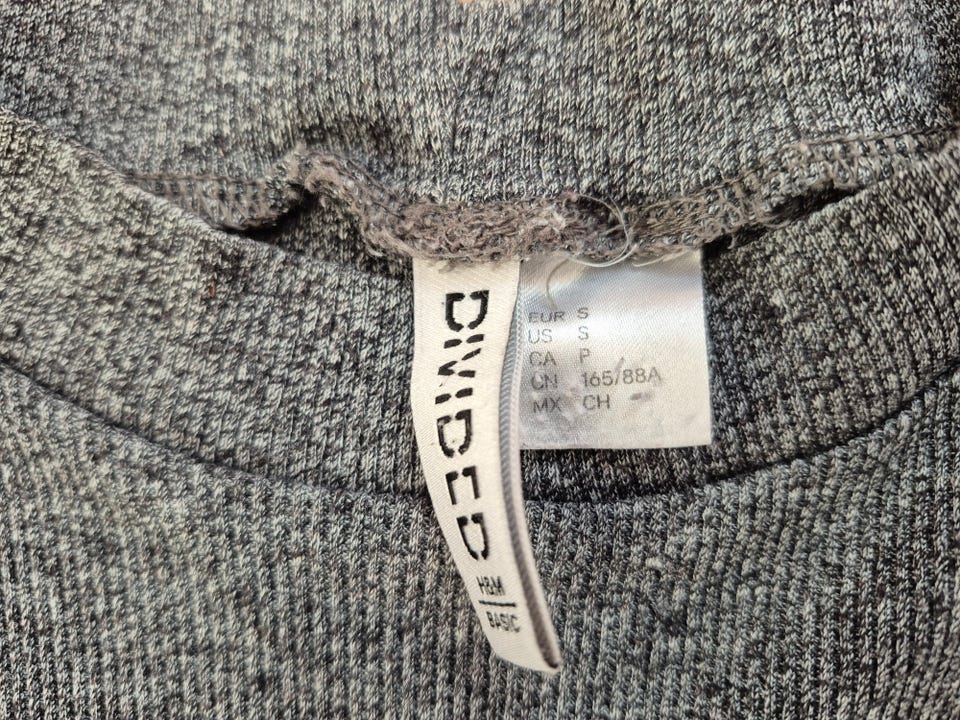 DIVIDED
H&M
BASIC
EUR S
US S
CA P
CN 165/88A
MX CH